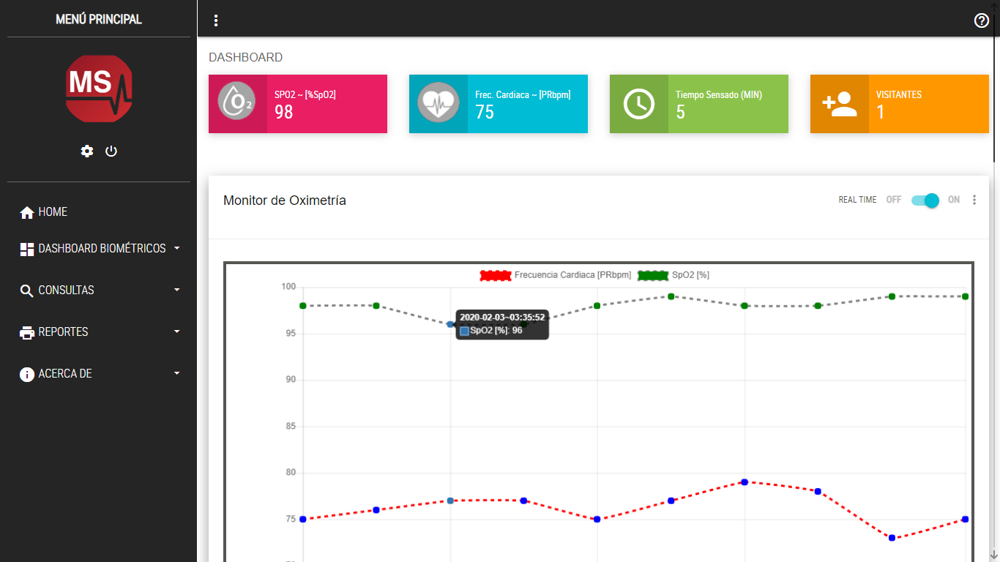 MENÚ PRINCIPAL
MS
HOME
DASHBOARD BIOMÉTRICOS
CONSULTAS
REPORTES
ACERCA DE
DASHBOARD
O2
SPO2 ~ [%SpO2]
98
Frec. Cardiaca ~ [PRbpm]
75
Tiempo Sensado (MIN)
5
VISITANTES
1
Monitor de Oximetría
REAL TIME OFF ON
Frecuencia Cardiaca [PRbpm] SpO2 [%]
100
2020-02-03~03:35:52
SpO2 [%]: 96
95
90
85
80
75